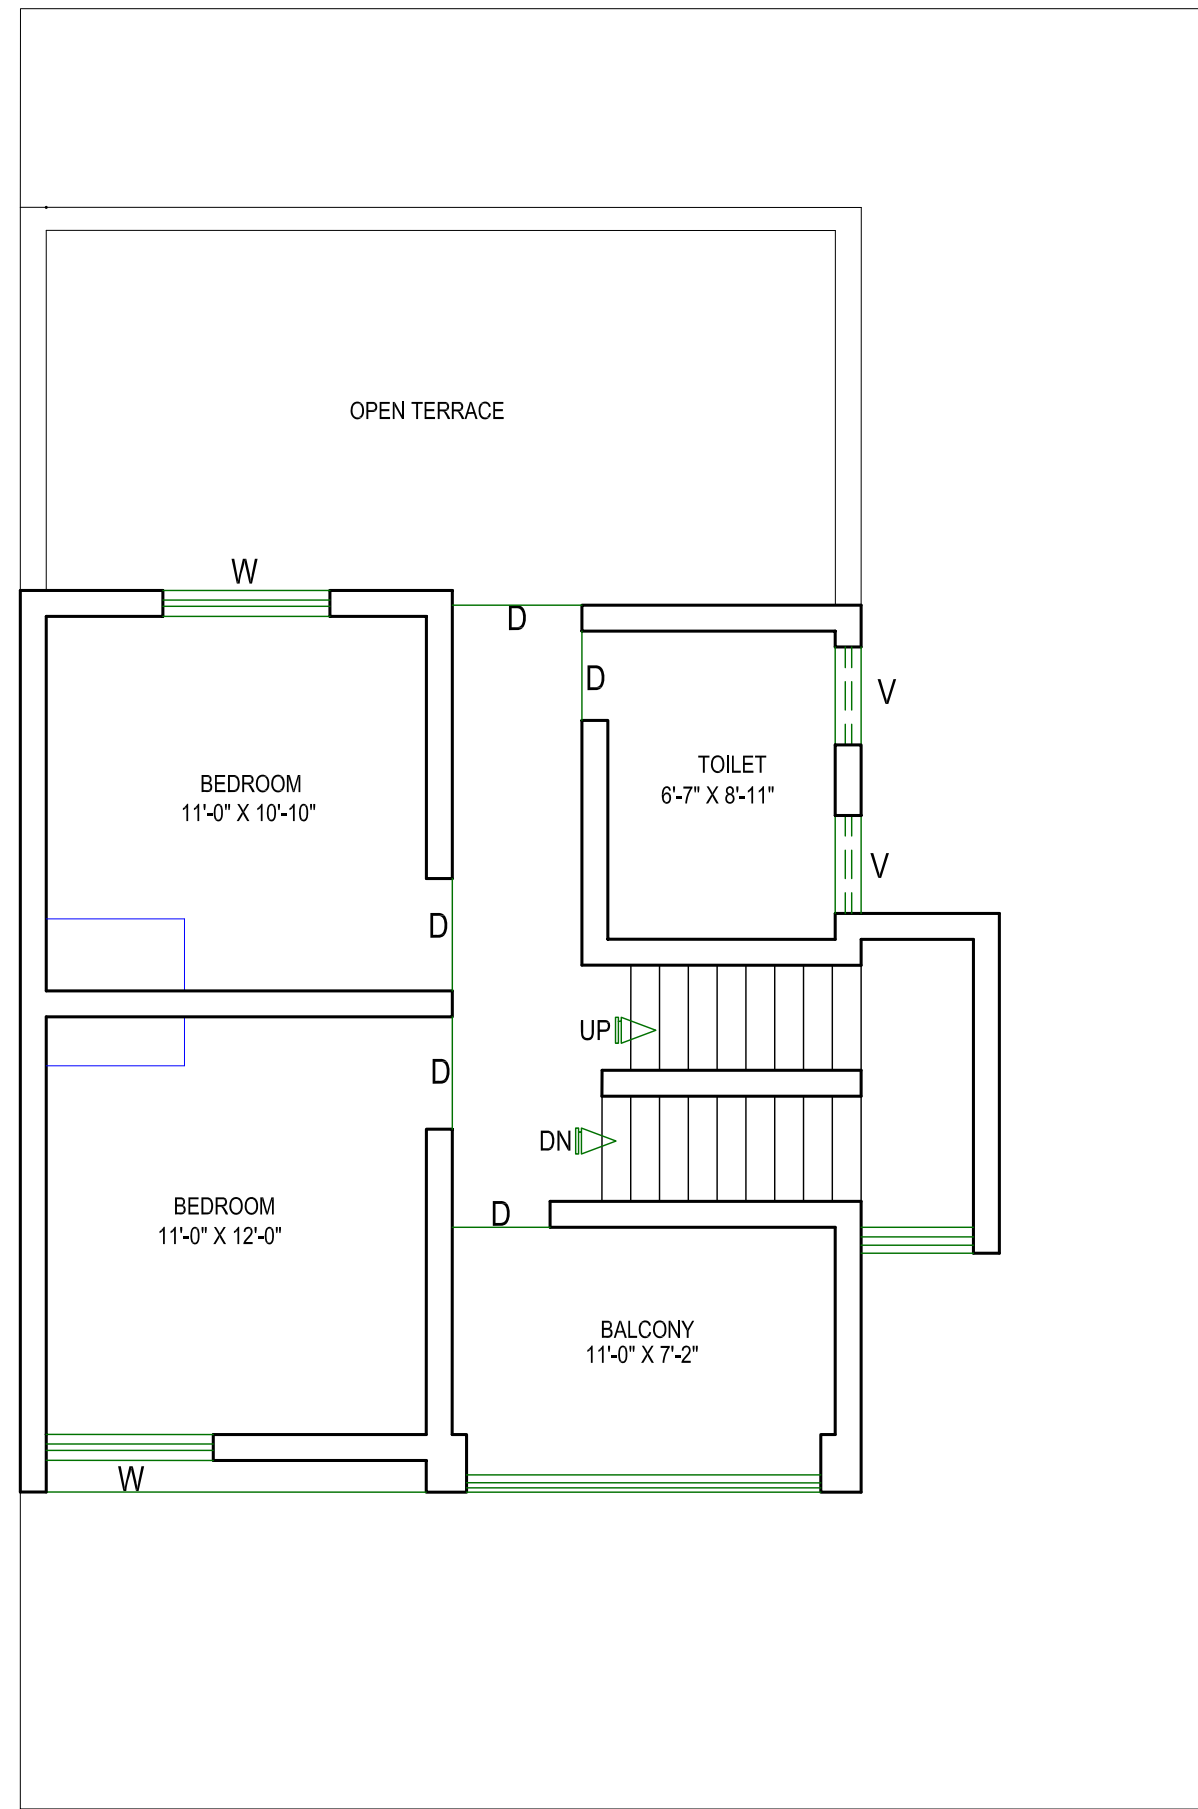 OPEN TERRACE
W
D
D
V
TOILET
6'-7" X 8'-11"
BEDROOM
11'-0" X 10'-10"
V
D
UP
D
DN
BEDROOM
11'-0" X 12'-0"
D
BALCONY
11'-0" X 7'-2"
W